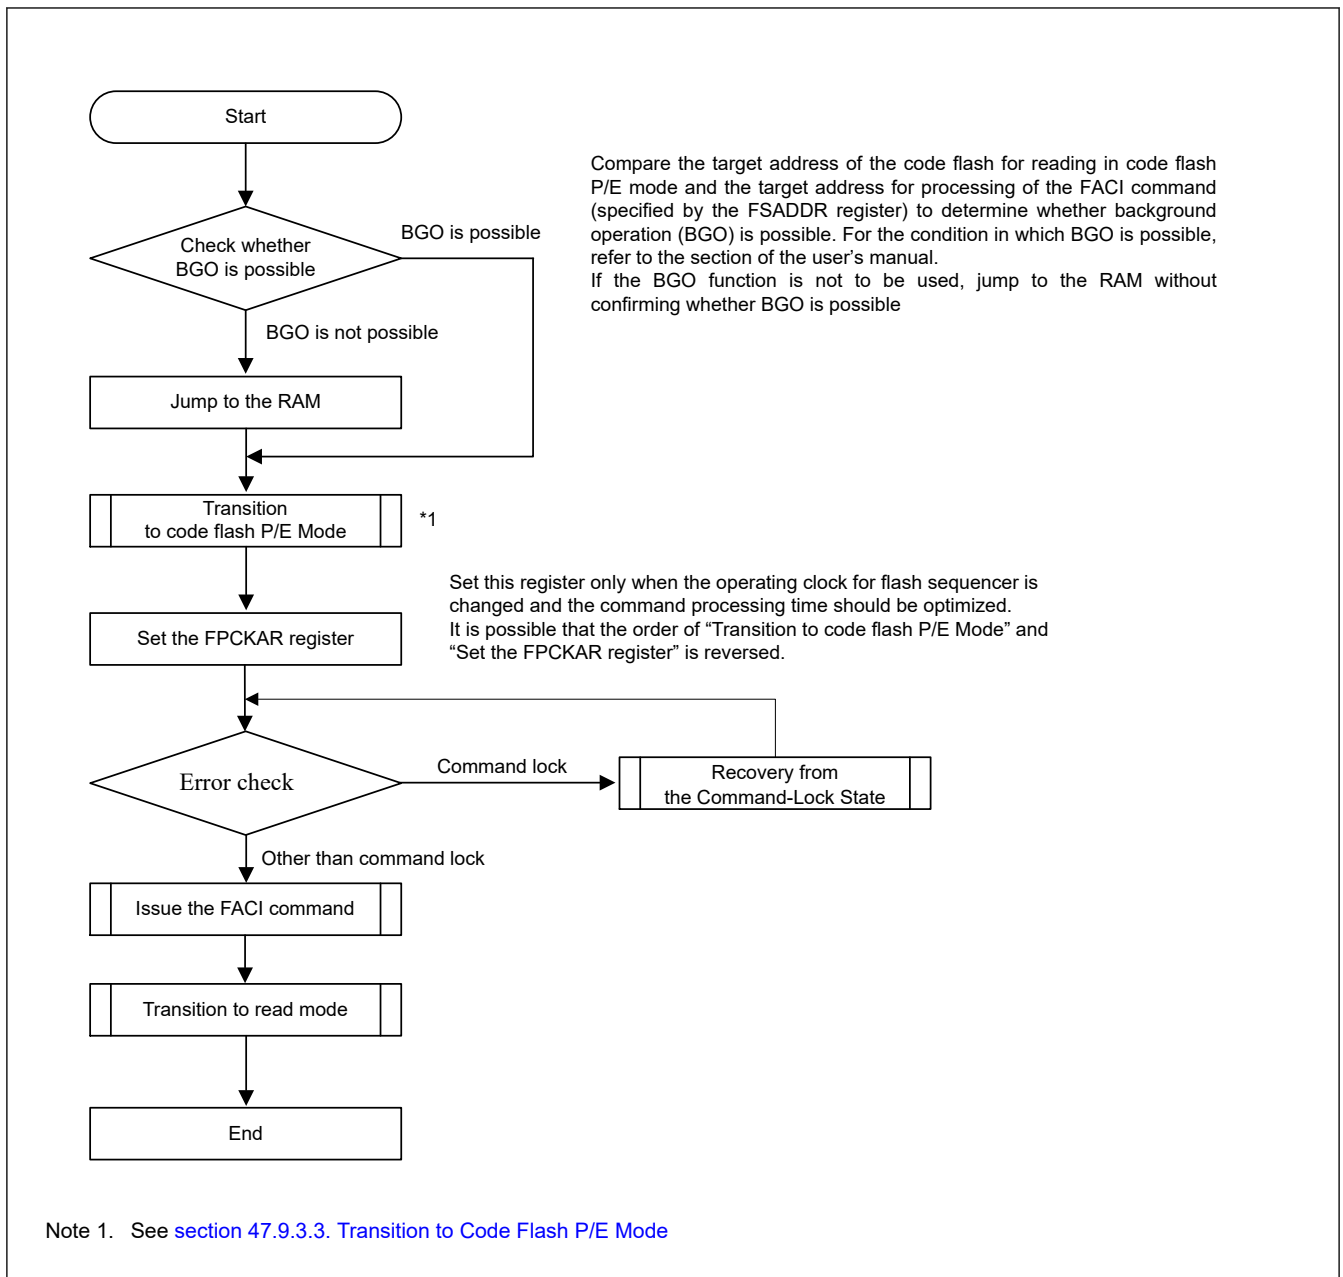 Start
Compare the target address of the code flash for reading in code flash
P/E mode and the target address for processing of the FACI command
(specified by the FSADDR register) to determine whether background
operation (BGO) is possible. For the condition in which BGO is possible,
refer to the section of the user’s manual.
If the BGO function is not to be used, jump to the RAM without
confirming whether BGO is possible
Check whether
BGO is possible
BGO is possible
BGO is not possible
Jump to the RAM
Transition
to code flash P/E Mode
*1
Set the FPCKAR register
Set this register only when the operating clock for flash sequencer is
changed and the command processing time should be optimized.
It is possible that the order of “Transition to code flash P/E Mode” and
“Set the FPCKAR register” is reversed.
Error check
Command lock
Recovery from
the Command-Lock State
Other than command lock
Issue the FACI command
Transition to read mode
End
Note 1. See section 47.9.3.3. Transition to Code Flash P/E Mode